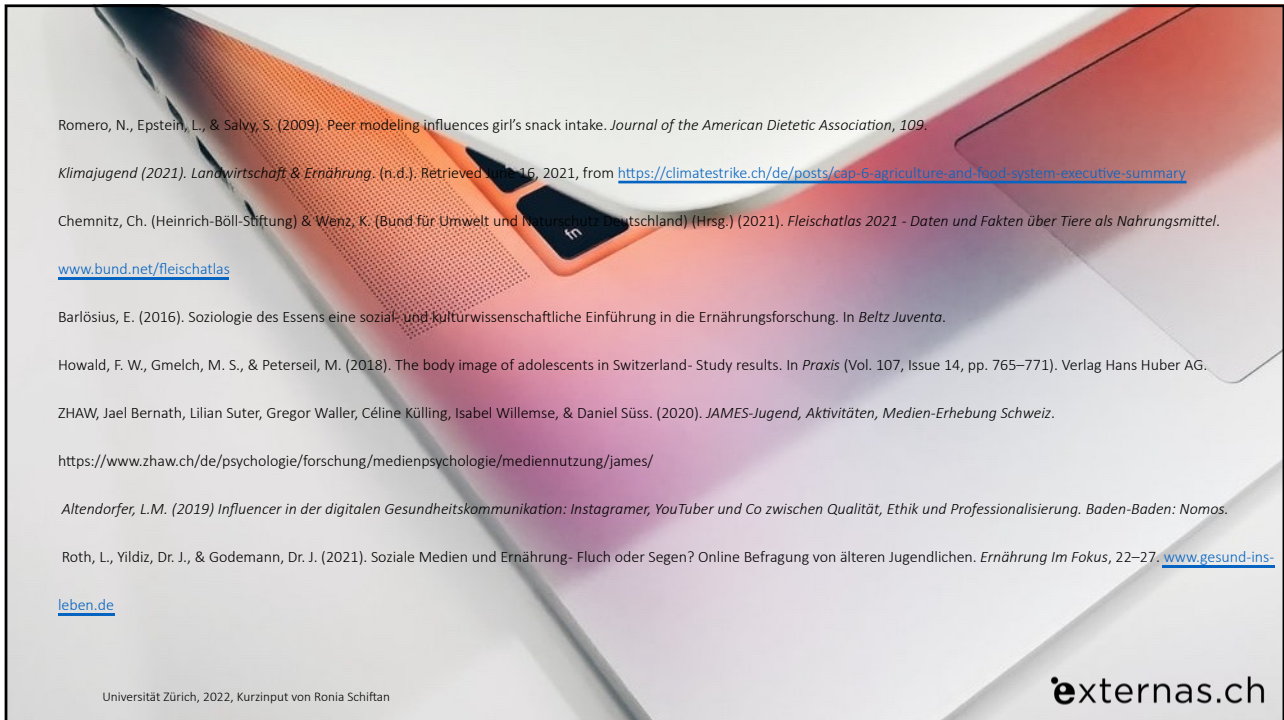 Romero, N., Epstein, L., & Salvy, S. (2009). Peer modeling influences girl's snack intake. Journal of the American Dietetic Association, 109.
Klimajugend (2021). Landwirtschaft & Ernährung. (n.d.). Retrieved June 16, 2021, from https://climatestrike.ch/de/posts/cap-6-agriculture-and-food-system-executive-summary
Chemnitz, Ch. (Heinrich-Böll-Stiftung) & Wenz, K. (Bund für Umwelt und Naturschutz Deutschland) (Hrsg.) (2021). Fleischatlas 2021 - Daten und Fakten über Tiere als Nahrungsmittel.
www.bund.net/fleischatlas
fn
Barlösius, E. (2016). Soziologie des Essens eine sozial- und kulturwissenschaftliche Einführung in die Ernährungsforschung. In Beltz Juventa.
Howald, F. W., Gmelch, M. S., & Peterseil, M. (2018). The body image of adolescents in Switzerland- Study results. In Praxis (Vol. 107, Issue 14, pp. 765–771). Verlag Hans Huber AG.
ZHAW, Jael Bernath, Lilian Suter, Gregor Waller, Céline Külling, Isabel Willemse, & Daniel Süss. (2020). JAMES-Jugend, Aktivitäten, Medien-Erhebung Schweiz.
https://www.zhaw.ch/de/psychologie/forschung/medienpsychologie/mediennutzung/james/
Altendorfer, L.M. (2019) Influencer in der digitalen Gesundheitskommunikation: Instagramer, YouTuber und Co zwischen Qualität, Ethik und Professionalisierung. Baden-Baden: Nomos.
Roth, L., Yildiz, Dr. J., & Godemann, Dr. J. (2021). Soziale Medien und Ernährung- Fluch oder Segen? Online Befragung von älteren Jugendlichen. Ernährung Im Fokus, 22–27. www.gesund-ins-
leben.de
Universität Zürich, 2022, Kurzinput von Ronia Schiftan
externas.ch